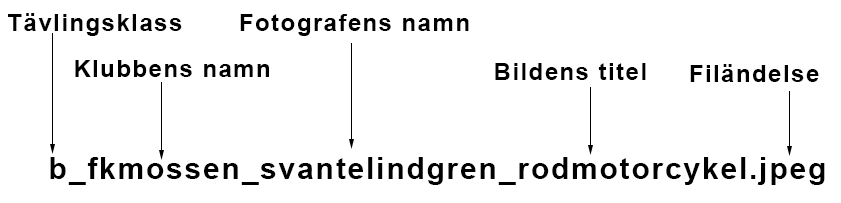 Tävlingsklass
Fotografens namn
Klubbens namn
Bildens titel
Filändelse
b_fkmossen_svantelindgren_rodmotorcykel.jpeg